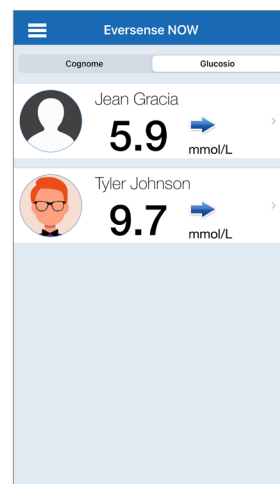 Eversense NOW
Cognome Glucosio
Jean Gracia
5.9 mmol/L
Tyler Johnson
9.7 mmol/L